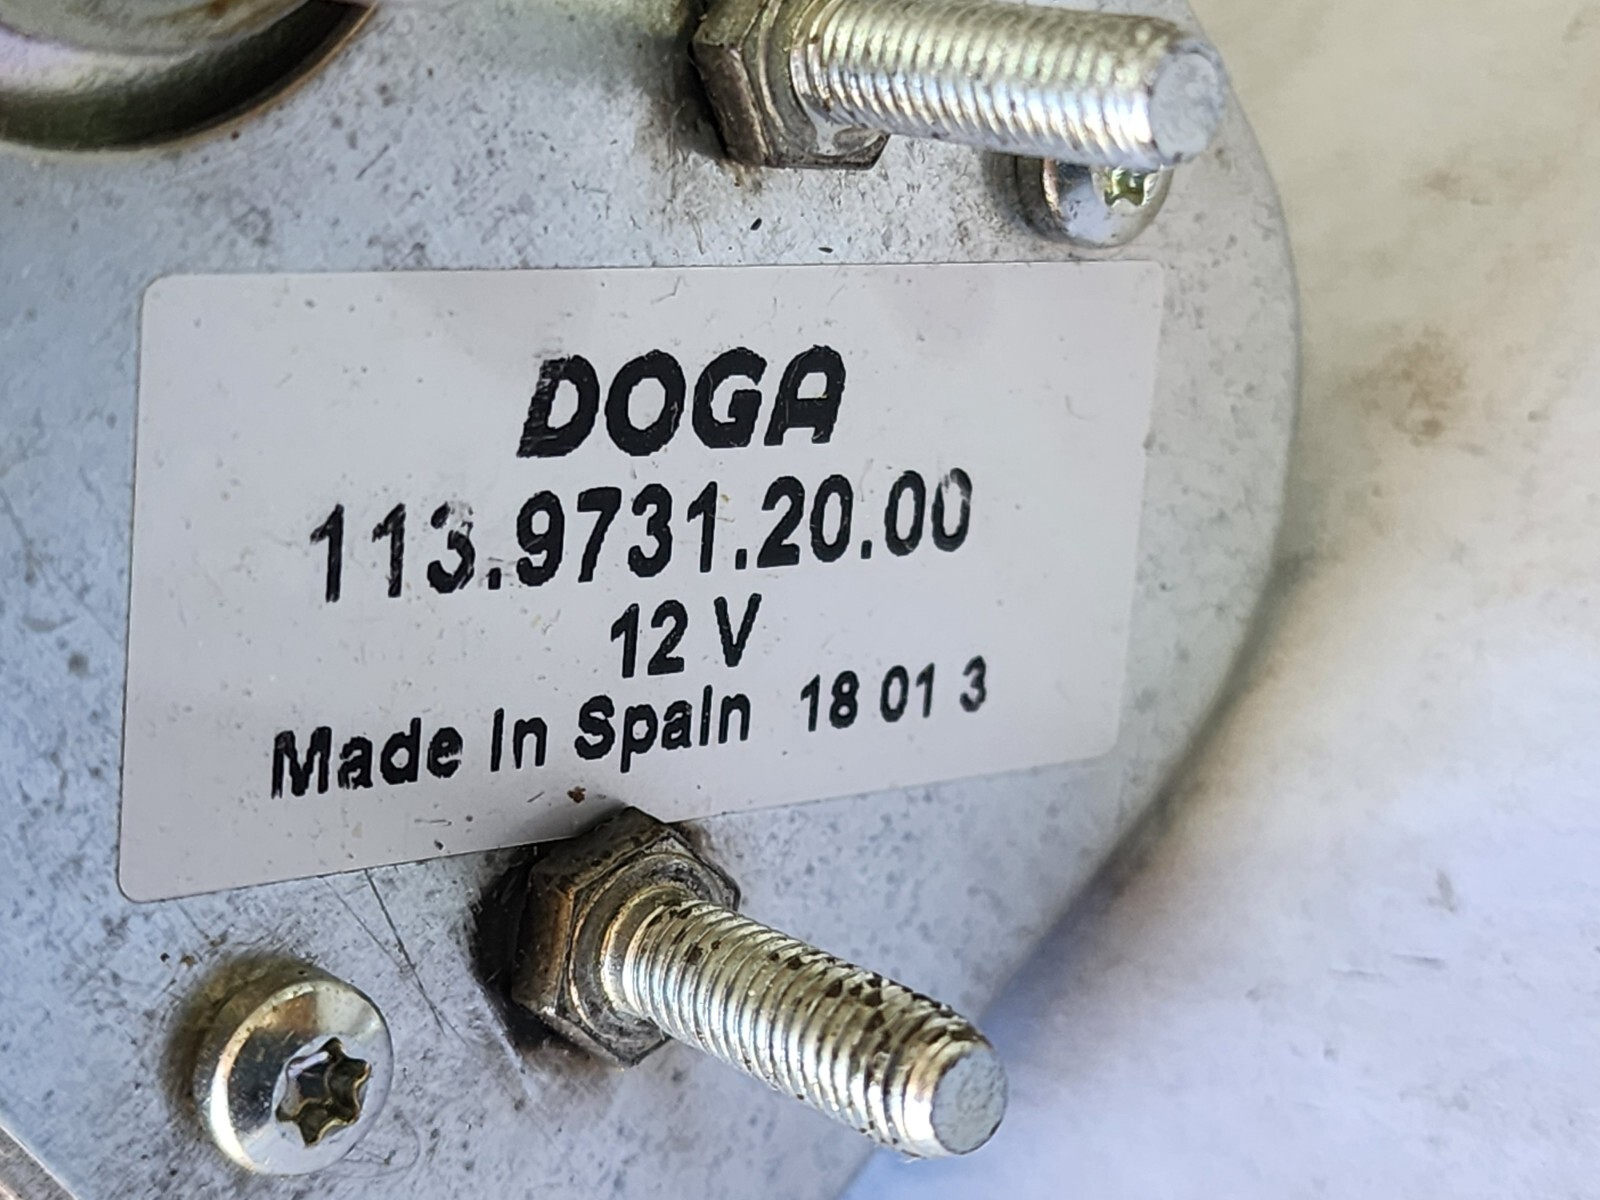 DOGA
113.9731.20.00
12 V
Made In Spain 18 01 3